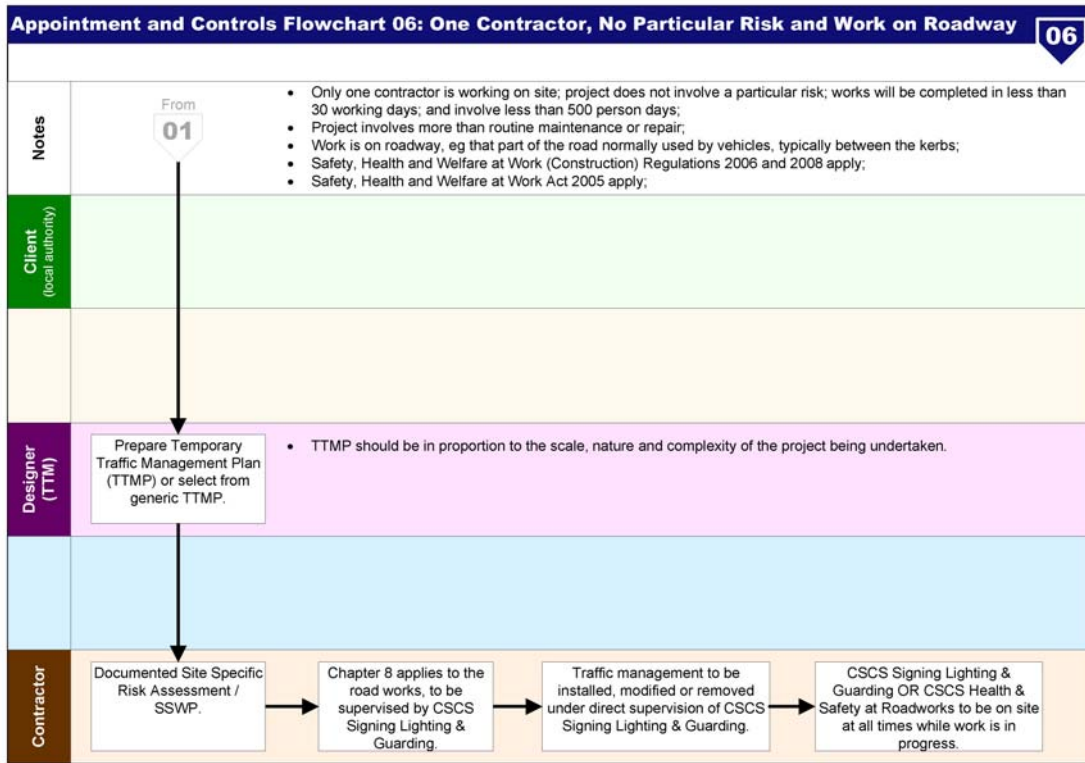 Appointment and Controls Flowchart 06: One Contractor, No Particular Risk and Work on Roadway
06
Notes
From
01
• Only one contractor is working on site; project does not involve a particular risk; works will be completed in less than
30 working days; and involve less than 500 person days;
• Project involves more than routine maintenance or repair;
• Work is on roadway, eg that part of the road normally used by vehicles, typically between the kerbs;
• Safety, Health and Welfare at Work (Construction) Regulations 2006 and 2008 apply;
• Safety, Health and Welfare at Work Act 2005 apply;
Client
(local authority)
Designer
(TTM)
Prepare Temporary
Traffic Management Plan
(TTMP) or select from
generic TTMP.
• TTMP should be in proportion to the scale, nature and complexity of the project being undertaken.
Contractor
Documented Site Specific
Risk Assessment /
SSWP.
Chapter 8 applies to the
road works, to be
supervised by CSCS
Signing Lighting &
Guarding.
Traffic management to be
installed, modified or removed
under direct supervision of CSCS
Signing Lighting & Guarding.
CSCS Signing Lighting &
Guarding OR CSCS Health &
Safety at Roadworks to be on site
at all times while work is in
progress.